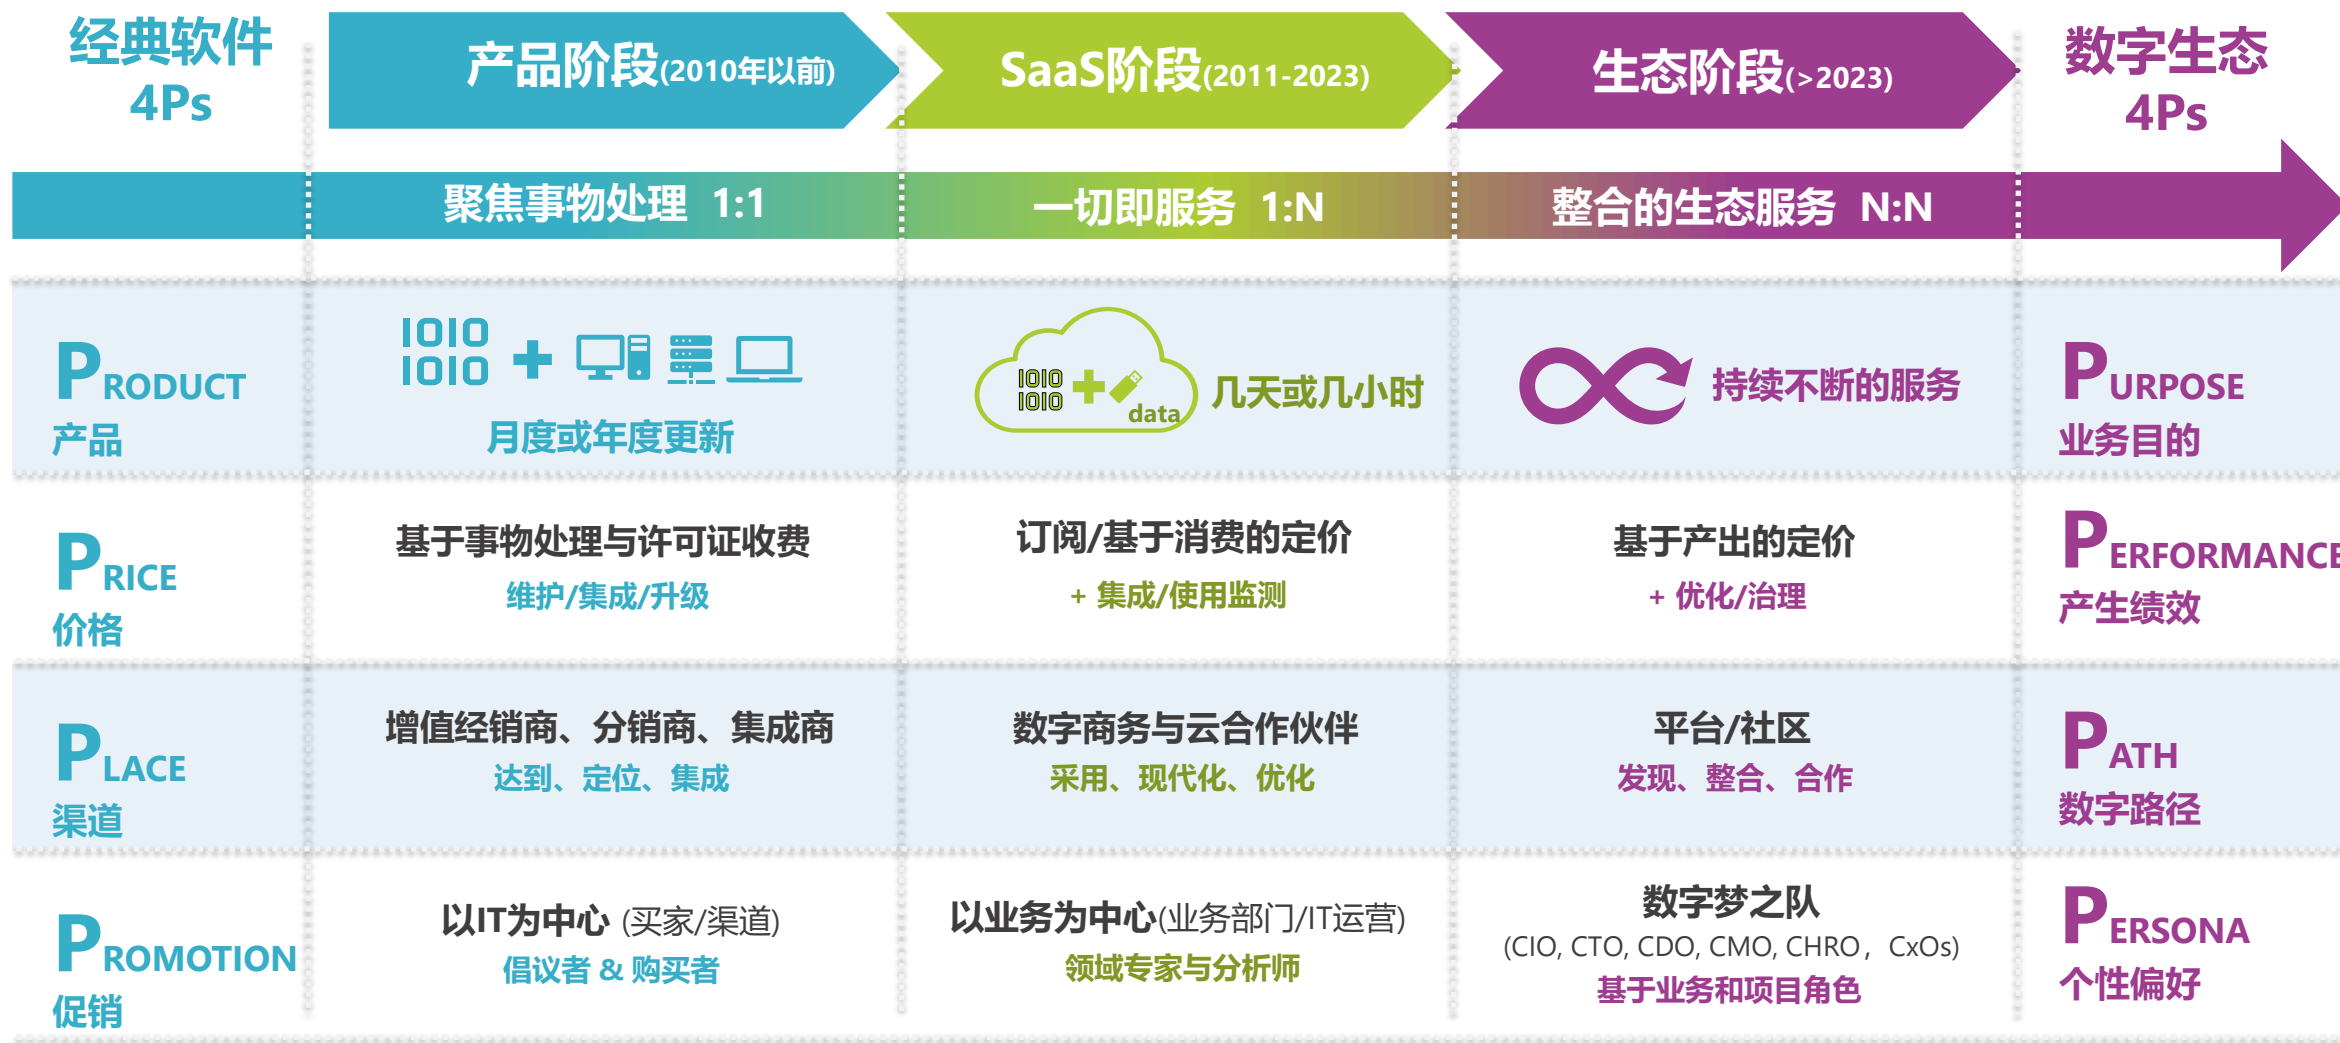 经典软件
4Ps
产品阶段(2010年以前)
SaaS阶段(2011-2023)
生态阶段(>2023)
数字生态
4Ps
聚焦事物处理 1:1
一切即服务 1:N
整合的生态服务 N:N
PRODUCT
产品
1010
1010
月度或年度更新
1010
1010
data
几天或几小时
持续不断的服务
PURPOSE
业务目的
PRICE
价格
基于事物处理与许可证收费
维护/集成/升级
订阅/基于消费的定价
+ 集成/使用监测
基于产出的定价
+ 优化/治理
PERFORMANCE
产生绩效
PLACE
渠道
增值经销商、分销商、集成商
达到、定位、集成
数字商务与云合作伙伴
采用、现代化、优化
平台/社区
发现、整合、合作
PATH
数字路径
PROMOTION
促销
以IT为中心 (买家/渠道)
倡议者 & 购买者
以业务为中心(业务部门/IT运营)
领域专家与分析师
数字梦之队
(CIO, CTO, CDO, CMO, CHRO，CxOs)
基于业务和项目角色
PERSONA
个性偏好